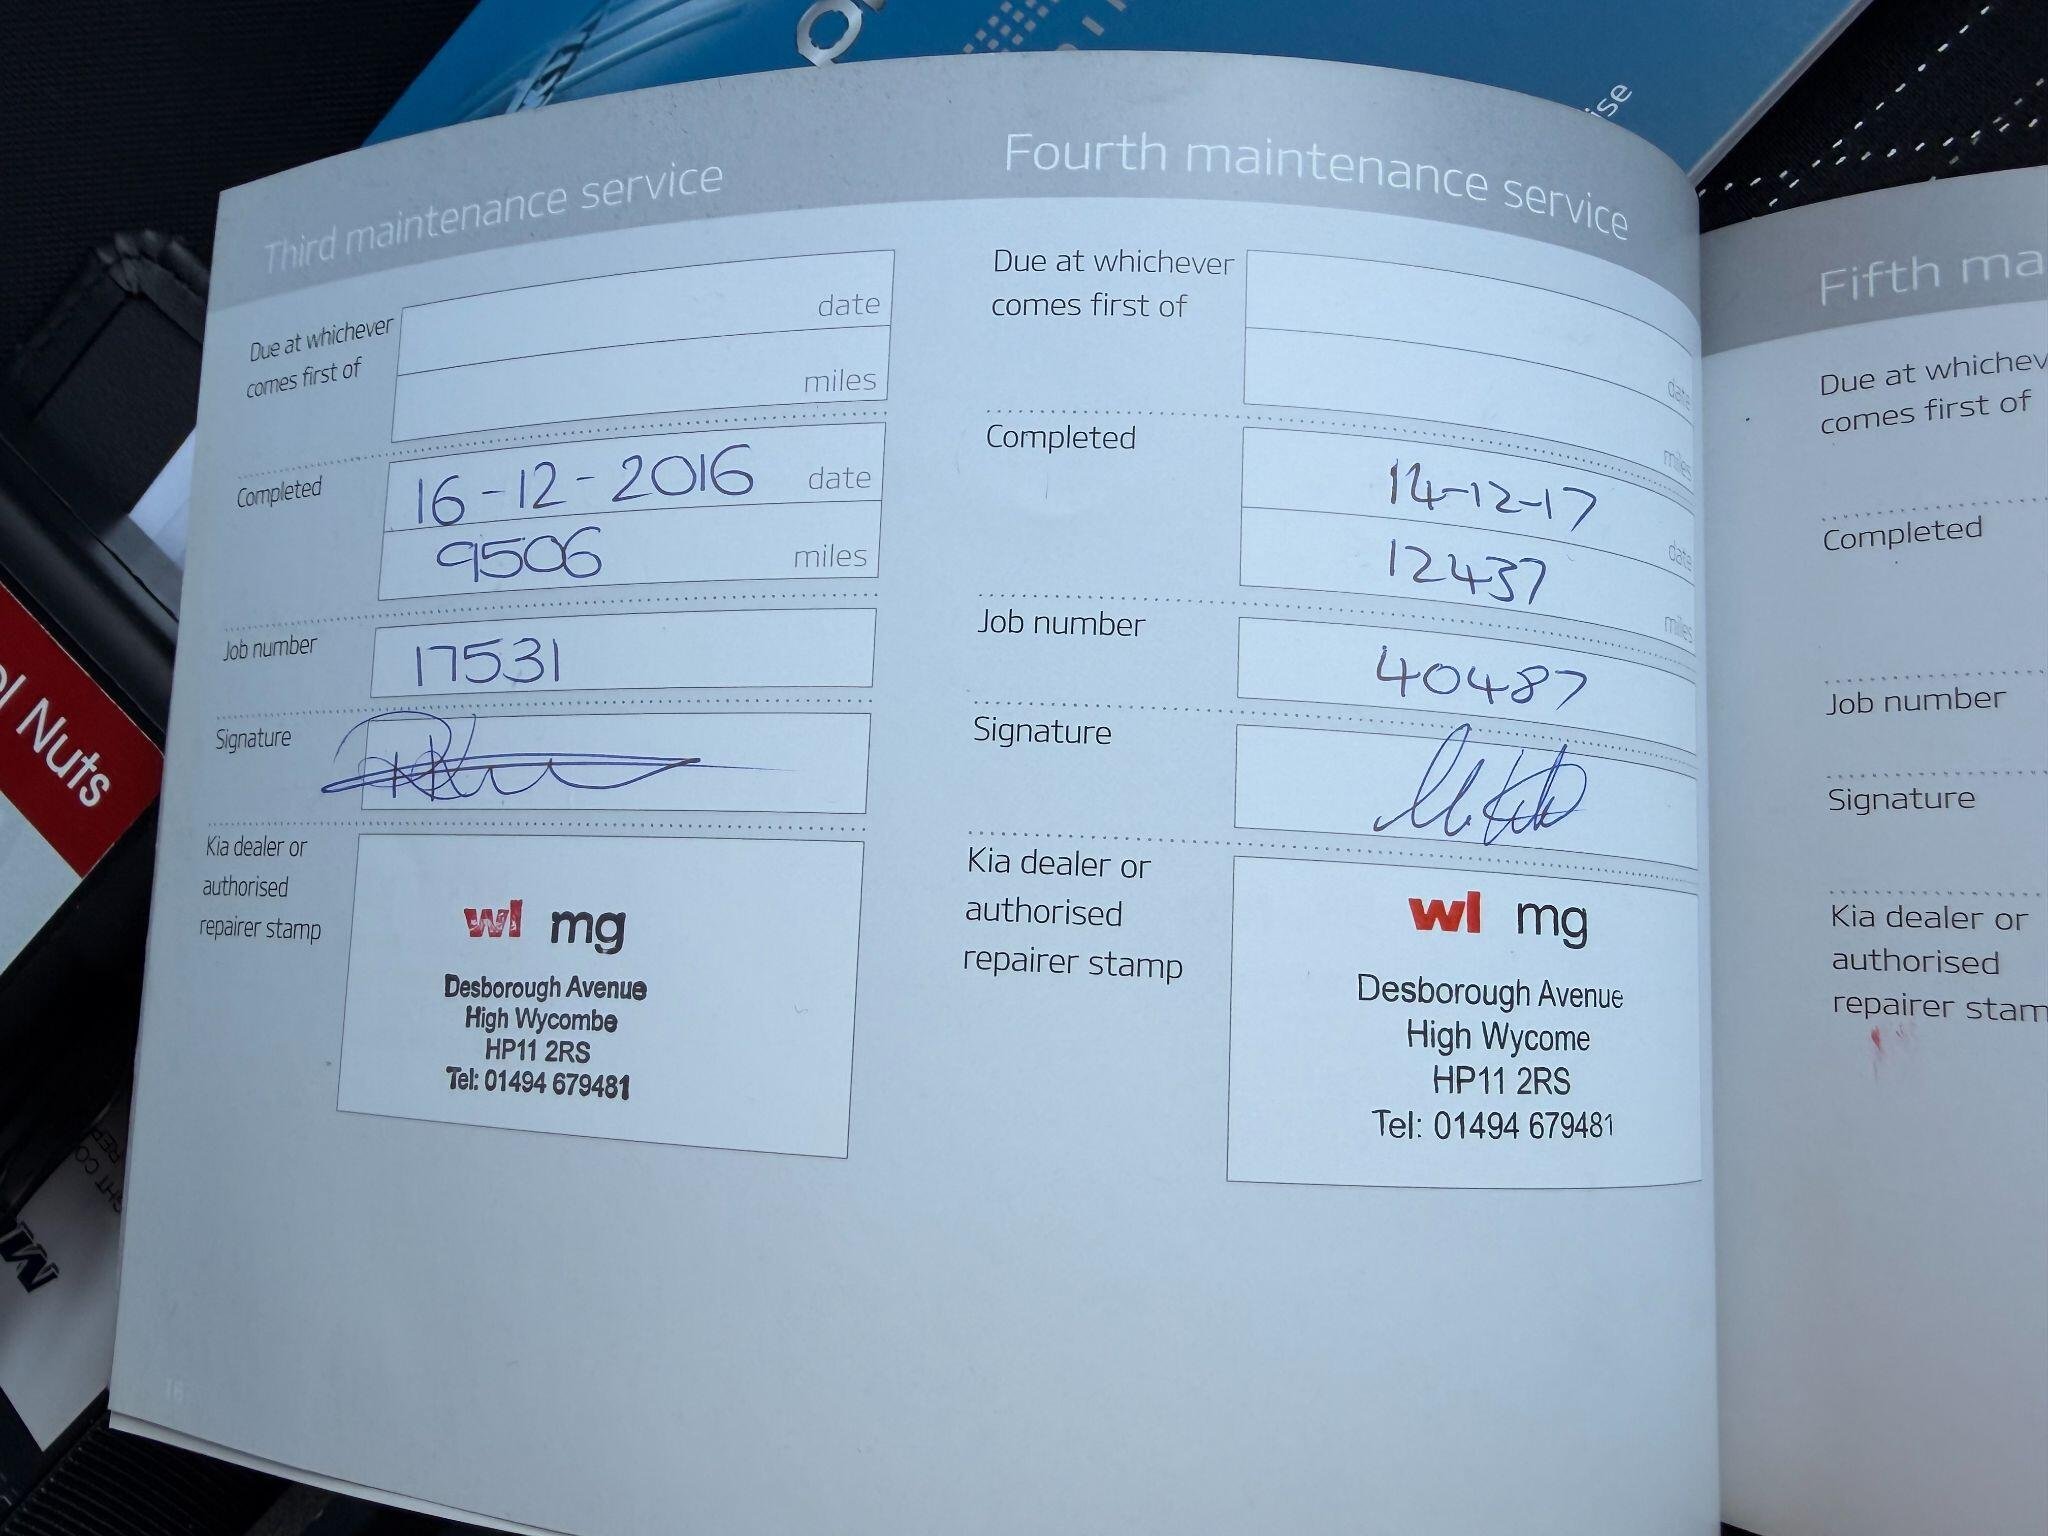 Third maintenance service
Due at whichever
comes first of
date
miles
Completed
16-12-2016 date
9506 miles
Job number
17531
Signature
Kia dealer or
authorised
repairer stamp
wl mg
Desborough Avenue
High Wycombe
HP11 2RS
Tel: 01494 679481
16
Fourth maintenance service
Due at whichever
comes first of
date
miles
Completed
14-12-17 date
12437 miles
Job number
40487
Signature
Kia dealer or
authorised
repairer stamp
wl mg
Desborough Avenue
High Wycome
HP11 2RS
Tel: 01494 679481
Fifth ma
Due at whichev
comes first of
Completed
Job number
Signature
Kia dealer or
authorised
repairer stam
Nuts